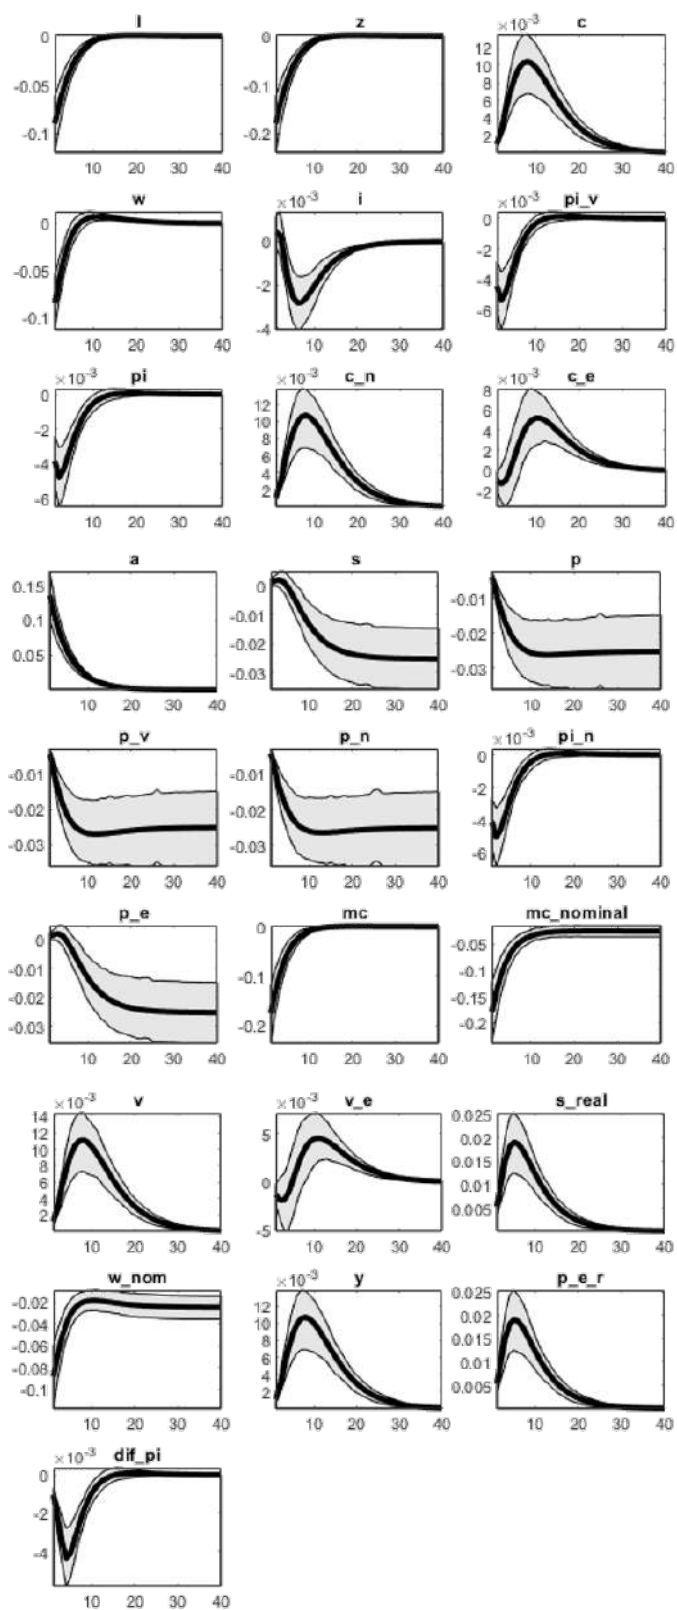 l z c
0 0 12 ×10⁻³
-0.05 -0.1 10
8
-0.1 -0.2 6
4
2
10 20 30 40 10 20 30 40 10 20 30 40
w ×10⁻³ i ×10⁻³ pi_v
0 0 0
-0.05 -2 -2
-4
-0.1 -4 -6
10 20 30 40 10 20 30 40 10 20 30 40
×10⁻³ pi ×10⁻³ c_n ×10⁻³ c_e
0 12 8
-2 10 6
8 4
-4 6 2
4 0
-6 2 -2
10 20 30 40 10 20 30 40 10 20 30 40
a s p
0.15 0 -0.01
0.1 -0.01 -0.02
0.05 -0.02 -0.03
-0.03
10 20 30 40 10 20 30 40 10 20 30 40
p_v p_n ×10⁻³ pi_n
-0.01 -0.01 0
-0.02 -0.02 -2
-0.03 -0.03 -4
-6
10 20 30 40 10 20 30 40 10 20 30 40
p_e mc mc_nominal
0 0 -0.05
-0.01 -0.1 -0.1
-0.02 -0.15
-0.03 -0.2 -0.2
10 20 30 40 10 20 30 40 10 20 30 40
×10⁻³ v ×10⁻³ v_e s_real
14 5 0.025
12 0.02
10 0.015
8 0 0.01
6 0.005
4
2 -5
10 20 30 40 10 20 30 40 10 20 30 40
w_nom ×10⁻³ y p_e_r
-0.02 12 0.025
-0.04 10 0.02
-0.06 8 0.015
-0.08 6 0.01
-0.1 4 0.005
2
10 20 30 40 10 20 30 40 10 20 30 40
×10⁻³ dif_pi
0
-2
-4
10 20 30 40